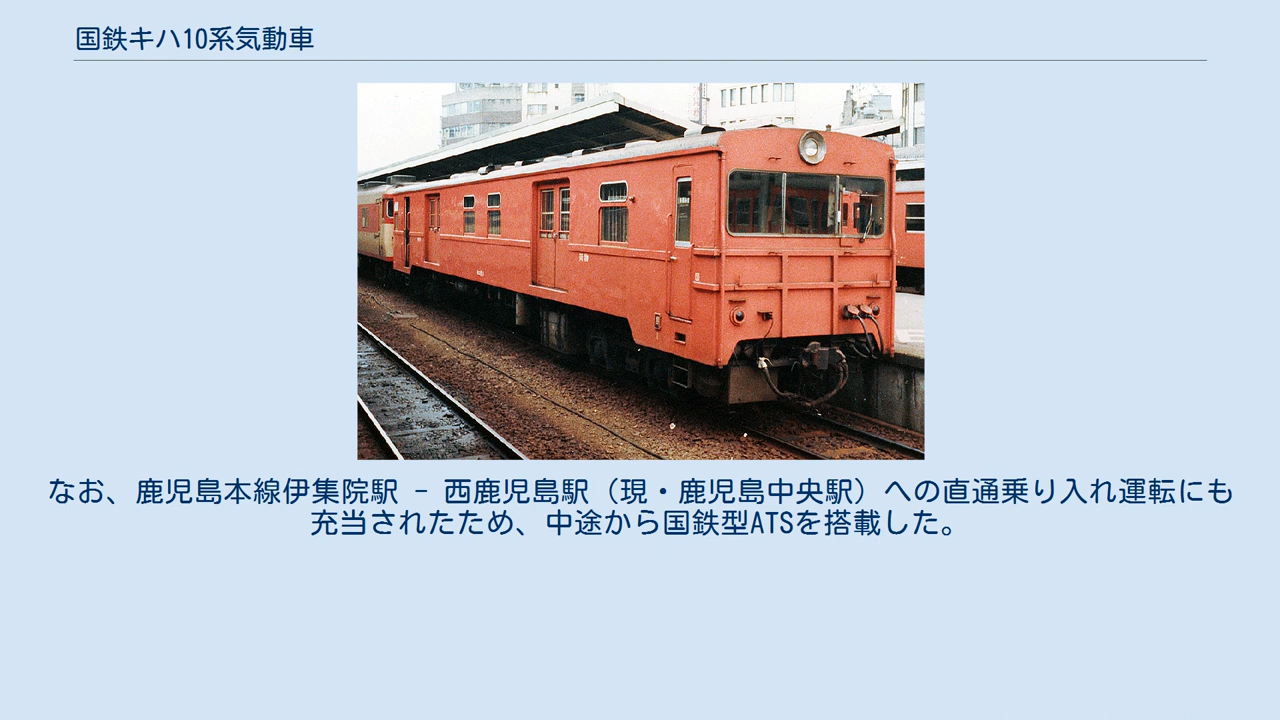 国鉄キハ10系気動車
なお、鹿児島本線伊集院駅 - 西鹿児島駅（現・鹿児島中央駅）への直通乗り入れ運転にも
充当されたため、中途から国鉄型ATSを搭載した。